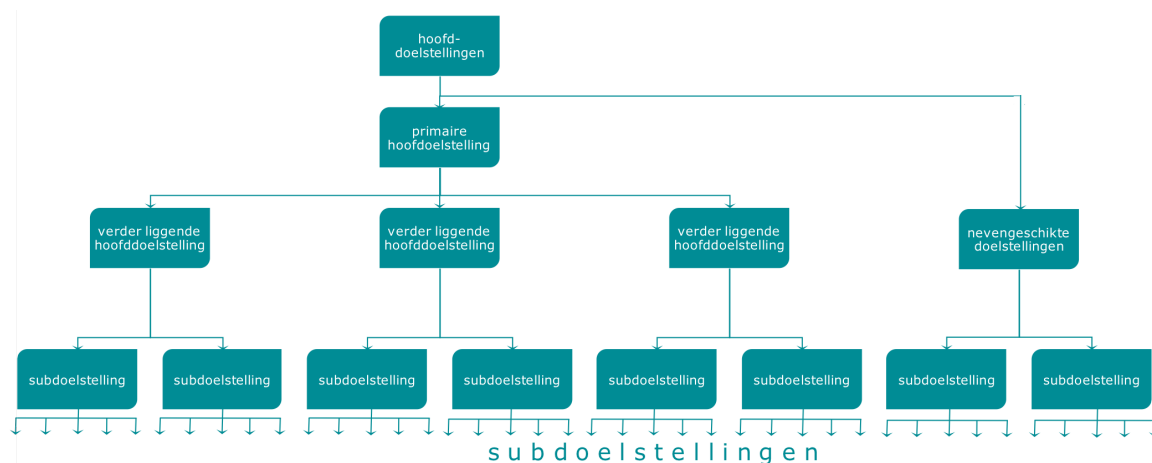 hoofd-
doelstellingen
primaire
hoofdoelstelling
verder liggende
hoofddoelstelling
verder liggende
hoofddoelstelling
verder liggende
hoofddoelstelling
nevengeschikte
doelstellingen
subdoelstelling
subdoelstelling
subdoelstelling
subdoelstelling
subdoelstelling
subdoelstelling
subdoelstelling
subdoelstelling
subdoelstellingen